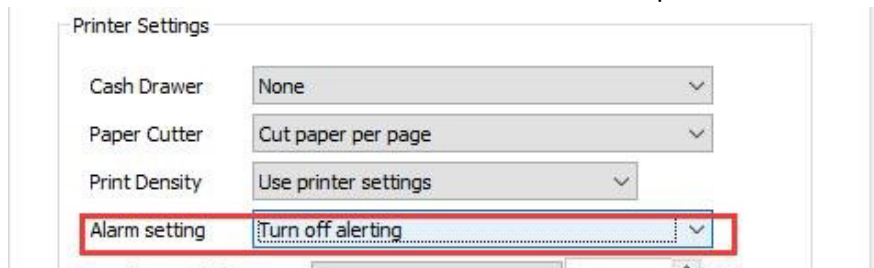 Printer Settings
Cash Drawer None
Paper Cutter Cut paper per page
Print Density Use printer settings
Alarm setting Turn off alerting